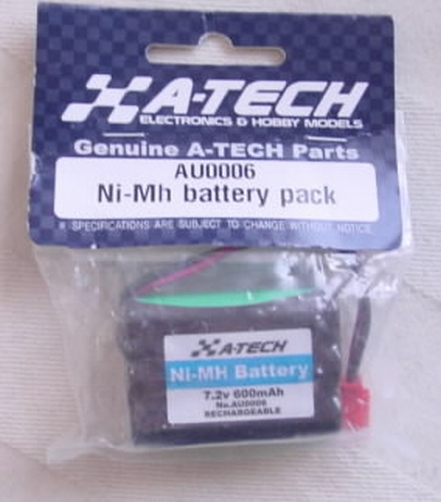 A-TECH
ELECTRONICS & HOBBY MODELS
Genuine A-TECH Parts
AU0006
Ni-Mh battery pack
※ SPECIFICATIONS ARE SUBJECT TO CHANGE WITHOUT NOTICE.
A-TECH
Ni-MH Battery
7.2v 600mAh
No.AU0006
RECHARGEABLE